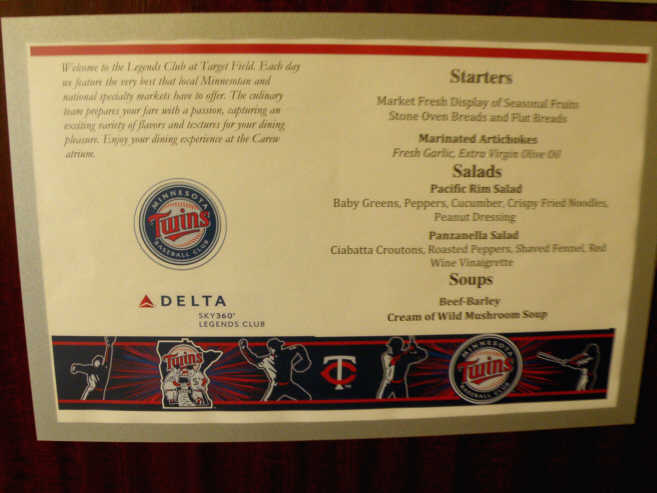 Welcome to the Legends Club at Target Field. Each day
we feature the very best that local Minnesotan and
national specialty markets have to offer. The culinary
team prepares your fare with a passion, capturing an
exciting variety of flavors and textures for your dining
pleasure. Enjoy your dining experience at the Carew
atrium.
MINNESOTA
Twins
BASEBALL CLUB
DELTA
SKY360°
LEGENDS CLUB
Starters
Market Fresh Display of Seasonal Fruits
Stone Oven Breads and Flat Breads
Marinated Artichokes
Fresh Garlic, Extra Virgin Olive Oil
Salads
Pacific Rim Salad
Baby Greens, Peppers, Cucumber, Crispy Fried Noodles,
Peanut Dressing
Panzanella Salad
Ciabatta Croutons, Roasted Peppers, Shaved Fennel, Red
Wine Vinaigrette
Soups
Beef-Barley
Cream of Wild Mushroom Soup
Twins
TC
MINNESOTA
Twins
BASEBALL CLUB